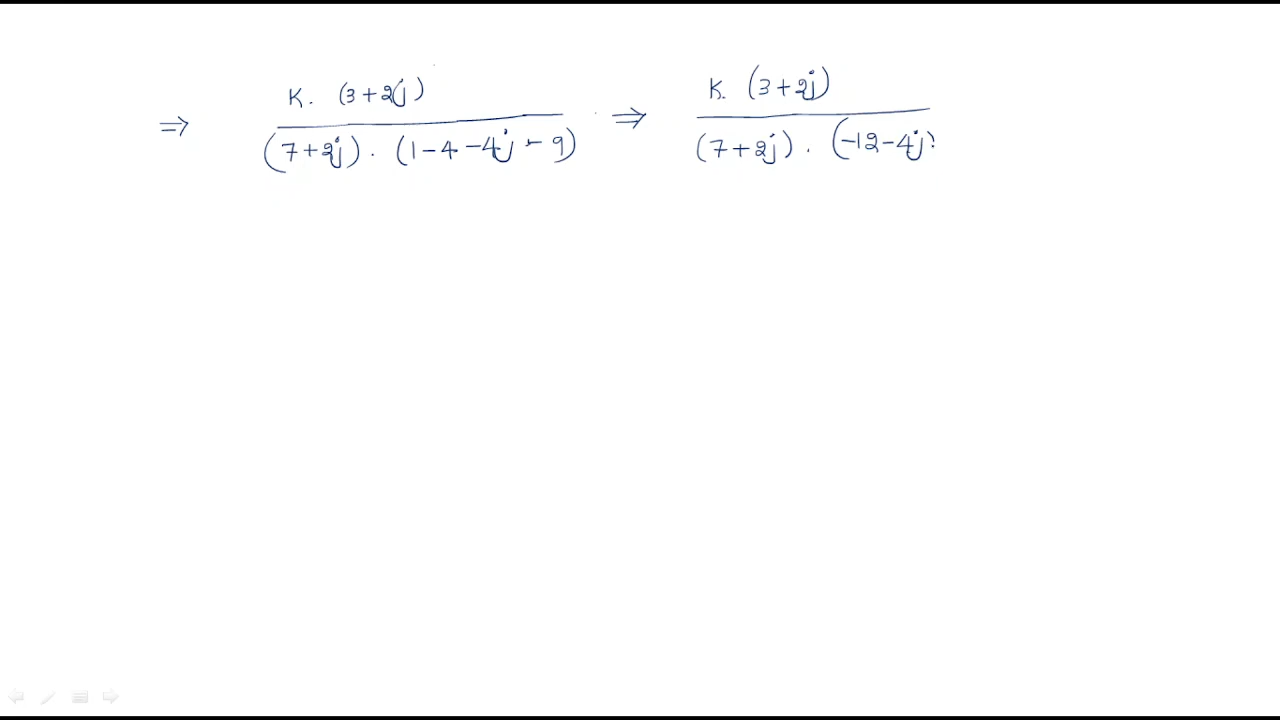 ⇒ K. (3+2j) / (7+2j) . (1-4-4j-9) ⇒ K. (3+2j) / (7+2j) . (-12-4j)